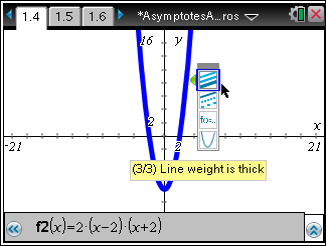 1.4 1.5 1.6 *AsymptotesA...ros
16 y
2
x
-21 2 21
fo...
(3/3) Line weight is thick
f2(x)=2·(x−2)·(x+2)